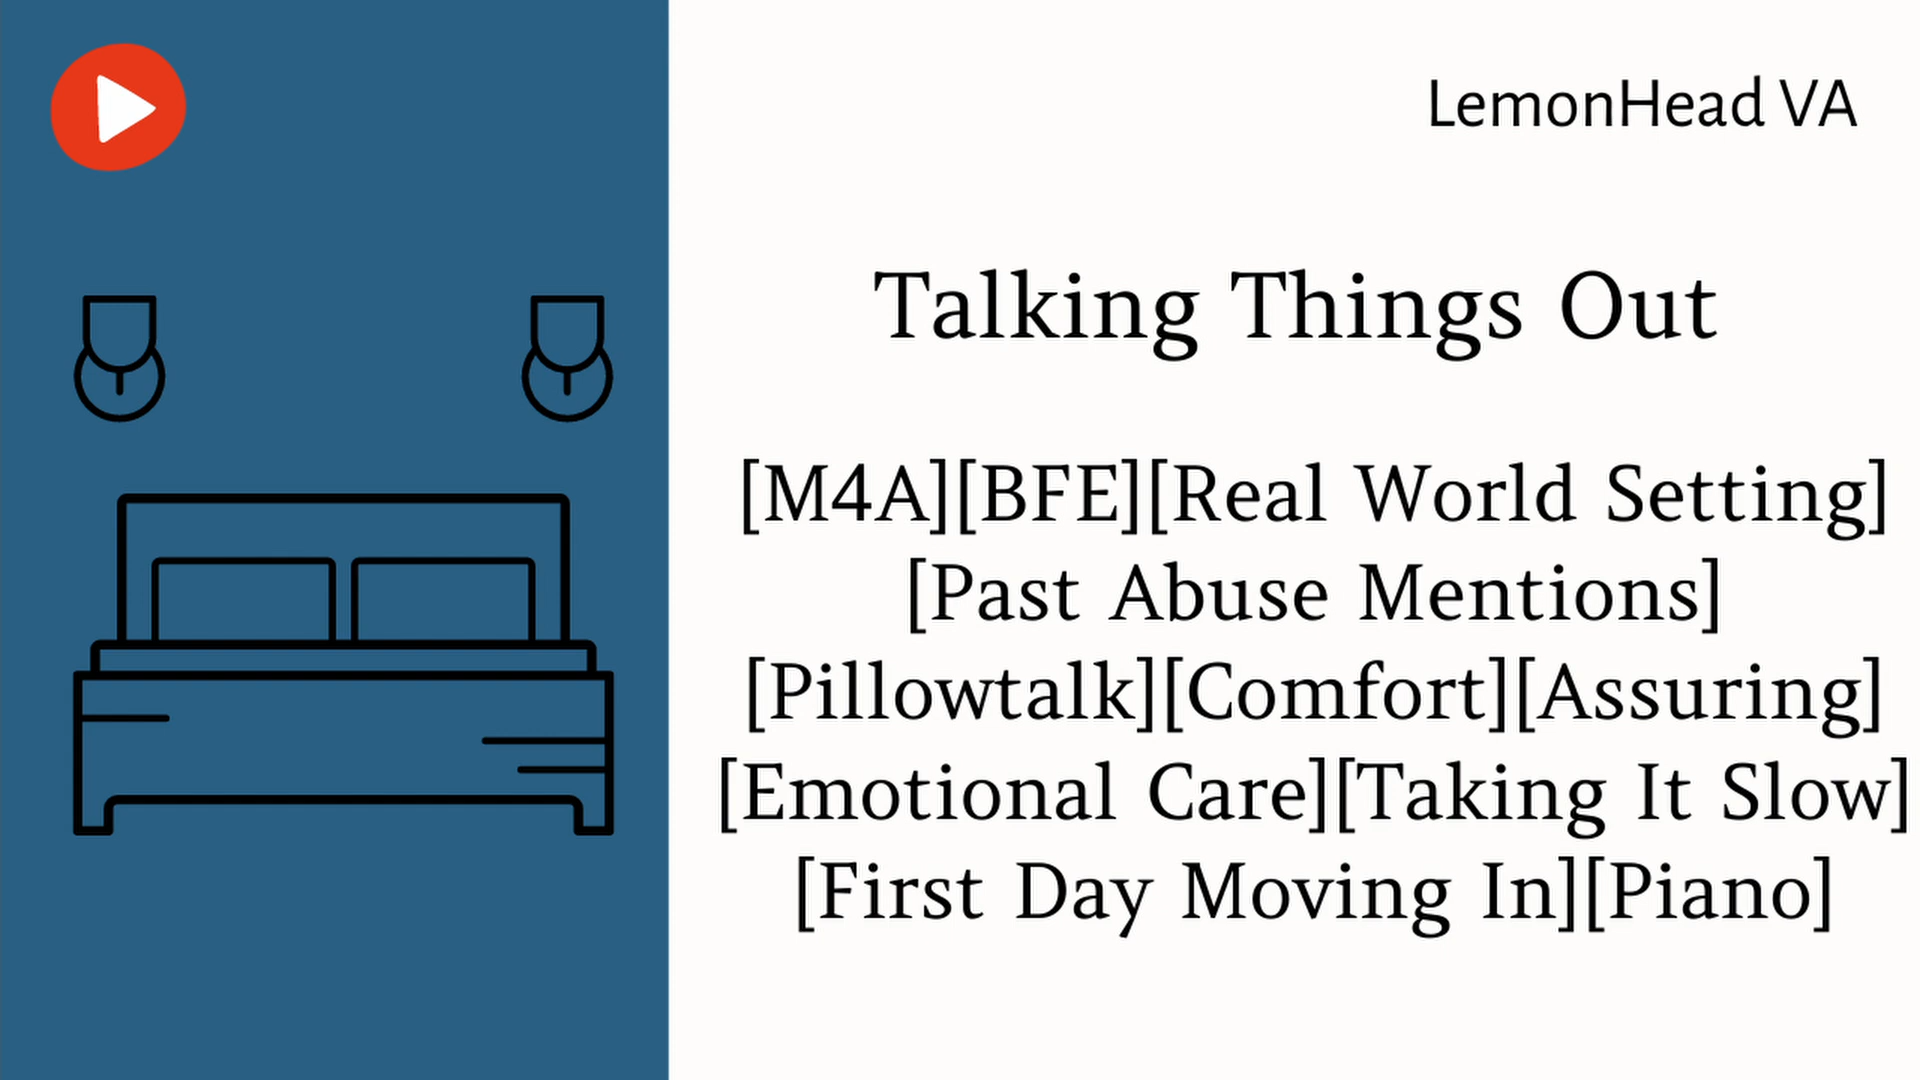 LemonHead VA
Talking Things Out
[M4A][BFE][Real World Setting]
[Past Abuse Mentions]
[Pillowtalk][Comfort][Assuring]
[Emotional Care][Taking It Slow]
[First Day Moving In][Piano]